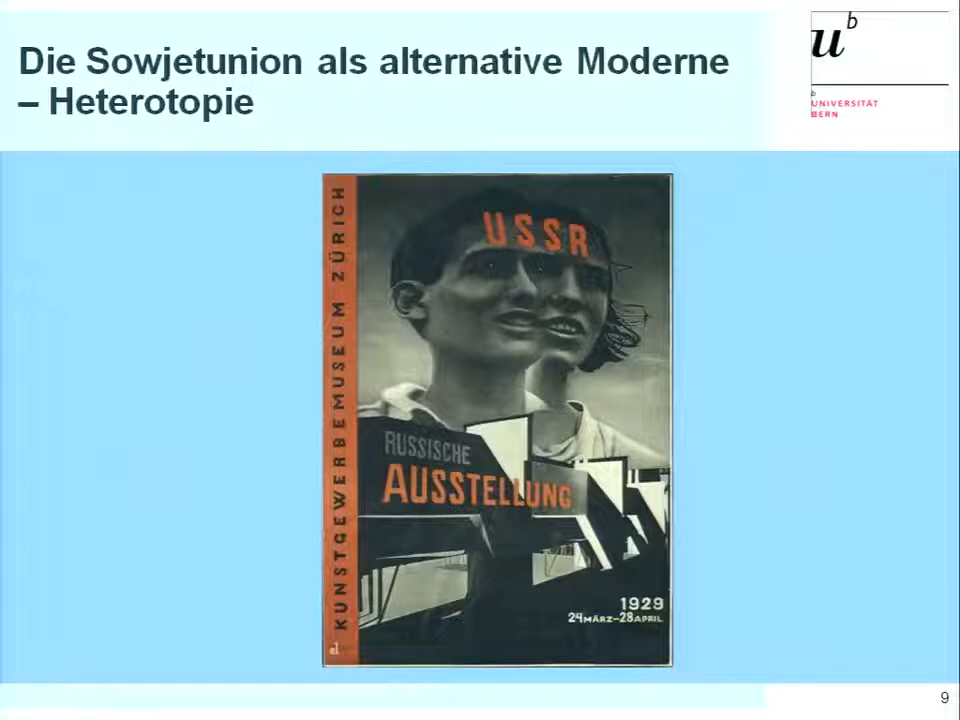 Die Sowjetunion als alternative Moderne
– Heterotopie
u
b
b
UNIVERSITÄT
BERN
KUNSTGEWERBEMUSEUM ZÜRICH
USSR
RUSSISCHE
AUSSTELLUNG
1929
24 MÄRZ–28 APRIL
el
9